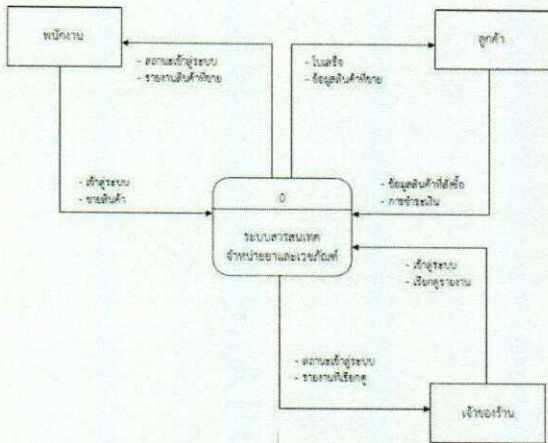 พนักงาน
ลูกค้า
- สถานะเข้าสู่ระบบ
- รายงานสินค้าที่ขาย
- ใบเสร็จ
- ข้อมูลสินค้าที่ขาย
- เข้าสู่ระบบ
- ขายสินค้า
- ข้อมูลสินค้าที่สั่งซื้อ
- การชำระเงิน
0
ระบบสารสนเทศ
จำหน่ายยาและเวชภัณฑ์
- เข้าสู่ระบบ
- เรียกดูรายงาน
- สถานะเข้าสู่ระบบ
- รายงานที่เรียกดู
เจ้าของร้าน